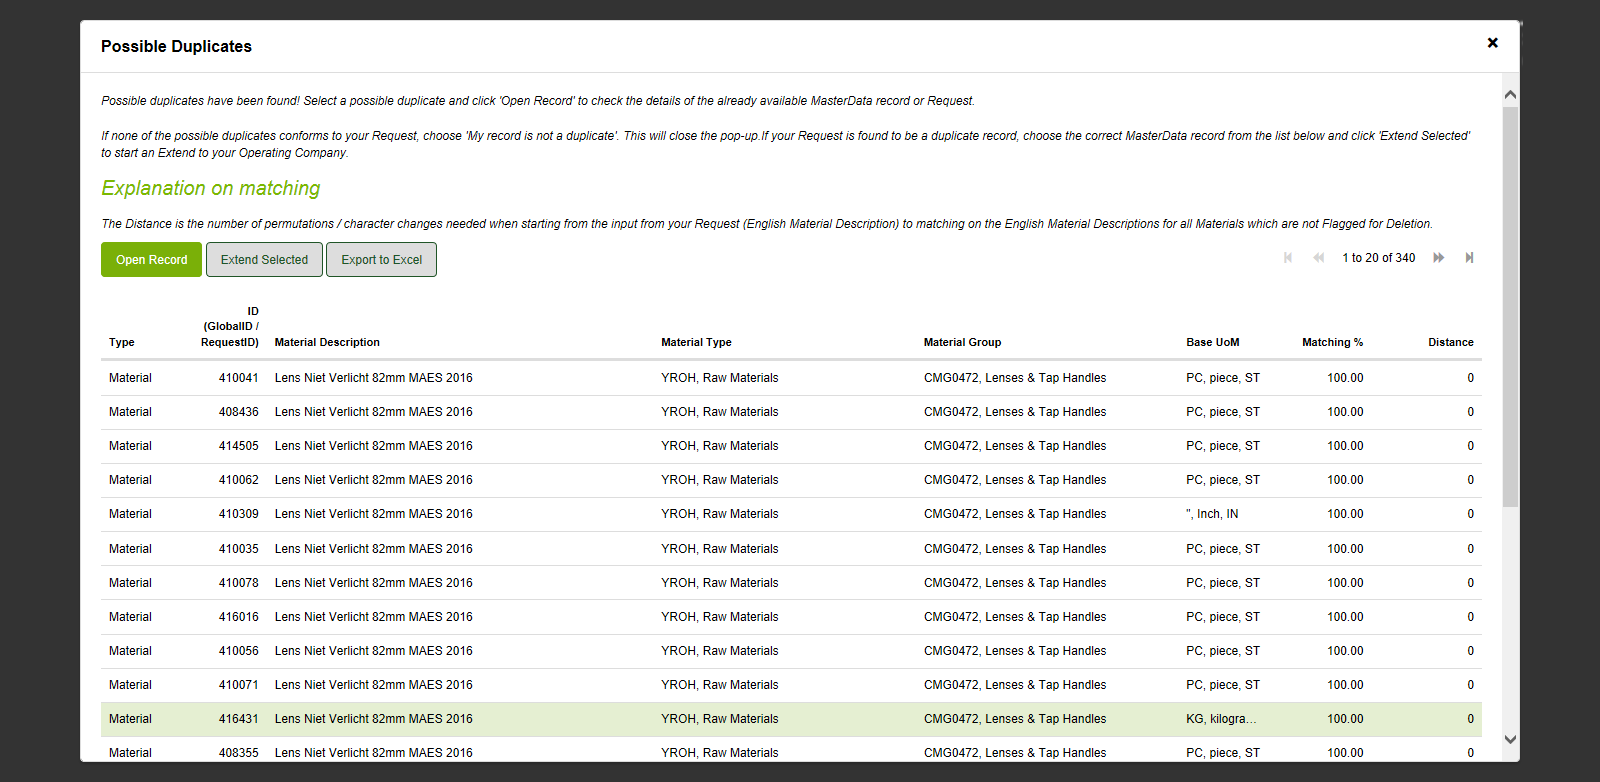 Possible Duplicates
Possible duplicates have been found! Select a possible duplicate and click 'Open Record' to check the details of the already available MasterData record or Request.
If none of the possible duplicates conforms to your Request, choose 'My record is not a duplicate'. This will close the pop-up.If your Request is found to be a duplicate record, choose the correct MasterData record from the list below and click 'Extend Selected'
to start an Extend to your Operating Company.
Explanation on matching
The Distance is the number of permutations / character changes needed when starting from the input from your Request (English Material Description) to matching on the English Material Descriptions for all Materials which are not Flagged for Deletion.
Open Record Extend Selected Export to Excel 1 to 20 of 340
ID
(GlobalID /
Type RequestID) Material Description Material Type Material Group Base UoM Matching % Distance
Material 410041 Lens Niet Verlicht 82mm MAES 2016 YROH, Raw Materials CMG0472, Lenses & Tap Handles PC, piece, ST 100.00 0
Material 408436 Lens Niet Verlicht 82mm MAES 2016 YROH, Raw Materials CMG0472, Lenses & Tap Handles PC, piece, ST 100.00 0
Material 414505 Lens Niet Verlicht 82mm MAES 2016 YROH, Raw Materials CMG0472, Lenses & Tap Handles PC, piece, ST 100.00 0
Material 410062 Lens Niet Verlicht 82mm MAES 2016 YROH, Raw Materials CMG0472, Lenses & Tap Handles PC, piece, ST 100.00 0
Material 410309 Lens Niet Verlicht 82mm MAES 2016 YROH, Raw Materials CMG0472, Lenses & Tap Handles ", Inch, IN 100.00 0
Material 410035 Lens Niet Verlicht 82mm MAES 2016 YROH, Raw Materials CMG0472, Lenses & Tap Handles PC, piece, ST 100.00 0
Material 410078 Lens Niet Verlicht 82mm MAES 2016 YROH, Raw Materials CMG0472, Lenses & Tap Handles PC, piece, ST 100.00 0
Material 416016 Lens Niet Verlicht 82mm MAES 2016 YROH, Raw Materials CMG0472, Lenses & Tap Handles PC, piece, ST 100.00 0
Material 410056 Lens Niet Verlicht 82mm MAES 2016 YROH, Raw Materials CMG0472, Lenses & Tap Handles PC, piece, ST 100.00 0
Material 410071 Lens Niet Verlicht 82mm MAES 2016 YROH, Raw Materials CMG0472, Lenses & Tap Handles PC, piece, ST 100.00 0
Material 416431 Lens Niet Verlicht 82mm MAES 2016 YROH, Raw Materials CMG0472, Lenses & Tap Handles KG, kilogra... 100.00 0
Material 408355 Lens Niet Verlicht 82mm MAES 2016 YROH, Raw Materials CMG0472, Lenses & Tap Handles PC, piece, ST 100.00 0